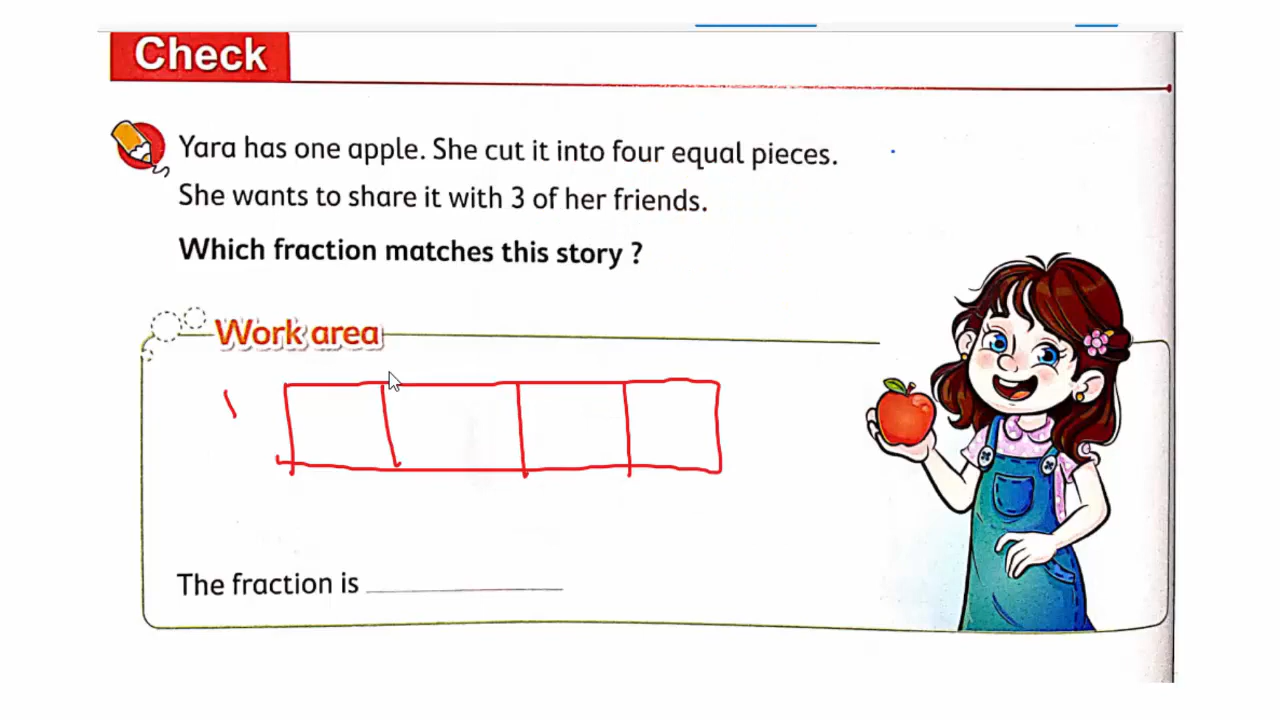 Check
Yara has one apple. She cut it into four equal pieces.
She wants to share it with 3 of her friends.
Which fraction matches this story ?
Work area
The fraction is